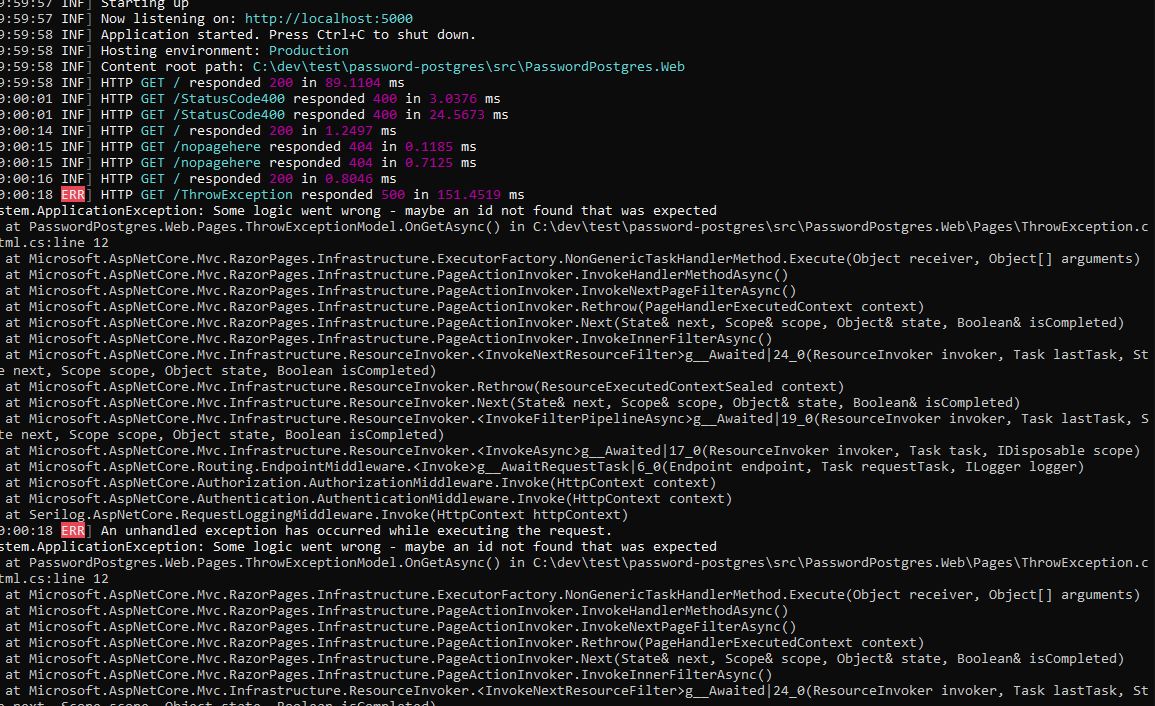 9:59:57 INF] Starting up
9:59:57 INF] Now listening on: http://localhost:5000
9:59:58 INF] Application started. Press Ctrl+C to shut down.
9:59:58 INF] Hosting environment: Production
9:59:58 INF] Content root path: C:\dev\test\password-postgres\src\PasswordPostgres.Web
9:59:58 INF] HTTP GET / responded 200 in 89.1104 ms
0:00:01 INF] HTTP GET /StatusCode400 responded 400 in 3.0376 ms
0:00:01 INF] HTTP GET /StatusCode400 responded 400 in 24.5673 ms
0:00:14 INF] HTTP GET / responded 200 in 1.2497 ms
0:00:15 INF] HTTP GET /nopagehere responded 404 in 0.1185 ms
0:00:15 INF] HTTP GET /nopagehere responded 404 in 0.7125 ms
0:00:16 INF] HTTP GET / responded 200 in 0.8046 ms
0:00:18 ERR] HTTP GET /ThrowException responded 500 in 151.4519 ms
stem.ApplicationException: Some logic went wrong - maybe an id not found that was expected
at PasswordPostgres.Web.Pages.ThrowExceptionModel.OnGetAsync() in C:\dev\test\password-postgres\src\PasswordPostgres.Web\Pages\ThrowException.c
tml.cs:line 12
at Microsoft.AspNetCore.Mvc.RazorPages.Infrastructure.ExecutorFactory.NonGenericTaskHandlerMethod.Execute(Object receiver, Object[] arguments)
at Microsoft.AspNetCore.Mvc.RazorPages.Infrastructure.PageActionInvoker.InvokeHandlerMethodAsync()
at Microsoft.AspNetCore.Mvc.RazorPages.Infrastructure.PageActionInvoker.InvokeNextPageFilterAsync()
at Microsoft.AspNetCore.Mvc.RazorPages.Infrastructure.PageActionInvoker.Rethrow(PageHandlerExecutedContext context)
at Microsoft.AspNetCore.Mvc.RazorPages.Infrastructure.PageActionInvoker.Next(State& next, Scope& scope, Object& state, Boolean& isCompleted)
at Microsoft.AspNetCore.Mvc.RazorPages.Infrastructure.PageActionInvoker.InvokeInnerFilterAsync()
at Microsoft.AspNetCore.Mvc.Infrastructure.ResourceInvoker.<InvokeNextResourceFilter>g__Awaited|24_0(ResourceInvoker invoker, Task lastTask, St
e next, Scope scope, Object state, Boolean isCompleted)
at Microsoft.AspNetCore.Mvc.Infrastructure.ResourceInvoker.Rethrow(ResourceExecutedContextSealed context)
at Microsoft.AspNetCore.Mvc.Infrastructure.ResourceInvoker.Next(State& next, Scope& scope, Object& state, Boolean& isCompleted)
at Microsoft.AspNetCore.Mvc.Infrastructure.ResourceInvoker.<InvokeFilterPipelineAsync>g__Awaited|19_0(ResourceInvoker invoker, Task lastTask, S
te next, Scope scope, Object state, Boolean isCompleted)
at Microsoft.AspNetCore.Mvc.Infrastructure.ResourceInvoker.<InvokeAsync>g__Awaited|17_0(ResourceInvoker invoker, Task task, IDisposable scope)
at Microsoft.AspNetCore.Routing.EndpointMiddleware.<Invoke>g__AwaitRequestTask|6_0(Endpoint endpoint, Task requestTask, ILogger logger)
at Microsoft.AspNetCore.Authorization.AuthorizationMiddleware.Invoke(HttpContext context)
at Microsoft.AspNetCore.Authentication.AuthenticationMiddleware.Invoke(HttpContext context)
at Serilog.AspNetCore.RequestLoggingMiddleware.Invoke(HttpContext httpContext)
0:00:18 ERR] An unhandled exception has occurred while executing the request.
stem.ApplicationException: Some logic went wrong - maybe an id not found that was expected
at PasswordPostgres.Web.Pages.ThrowExceptionModel.OnGetAsync() in C:\dev\test\password-postgres\src\PasswordPostgres.Web\Pages\ThrowException.c
tml.cs:line 12
at Microsoft.AspNetCore.Mvc.RazorPages.Infrastructure.ExecutorFactory.NonGenericTaskHandlerMethod.Execute(Object receiver, Object[] arguments)
at Microsoft.AspNetCore.Mvc.RazorPages.Infrastructure.PageActionInvoker.InvokeHandlerMethodAsync()
at Microsoft.AspNetCore.Mvc.RazorPages.Infrastructure.PageActionInvoker.InvokeNextPageFilterAsync()
at Microsoft.AspNetCore.Mvc.RazorPages.Infrastructure.PageActionInvoker.Rethrow(PageHandlerExecutedContext context)
at Microsoft.AspNetCore.Mvc.RazorPages.Infrastructure.PageActionInvoker.Next(State& next, Scope& scope, Object& state, Boolean& isCompleted)
at Microsoft.AspNetCore.Mvc.RazorPages.Infrastructure.PageActionInvoker.InvokeInnerFilterAsync()
at Microsoft.AspNetCore.Mvc.Infrastructure.ResourceInvoker.<InvokeNextResourceFilter>g__Awaited|24_0(ResourceInvoker invoker, Task lastTask, St
e next, Scope scope, Object state, Boolean isCompleted)